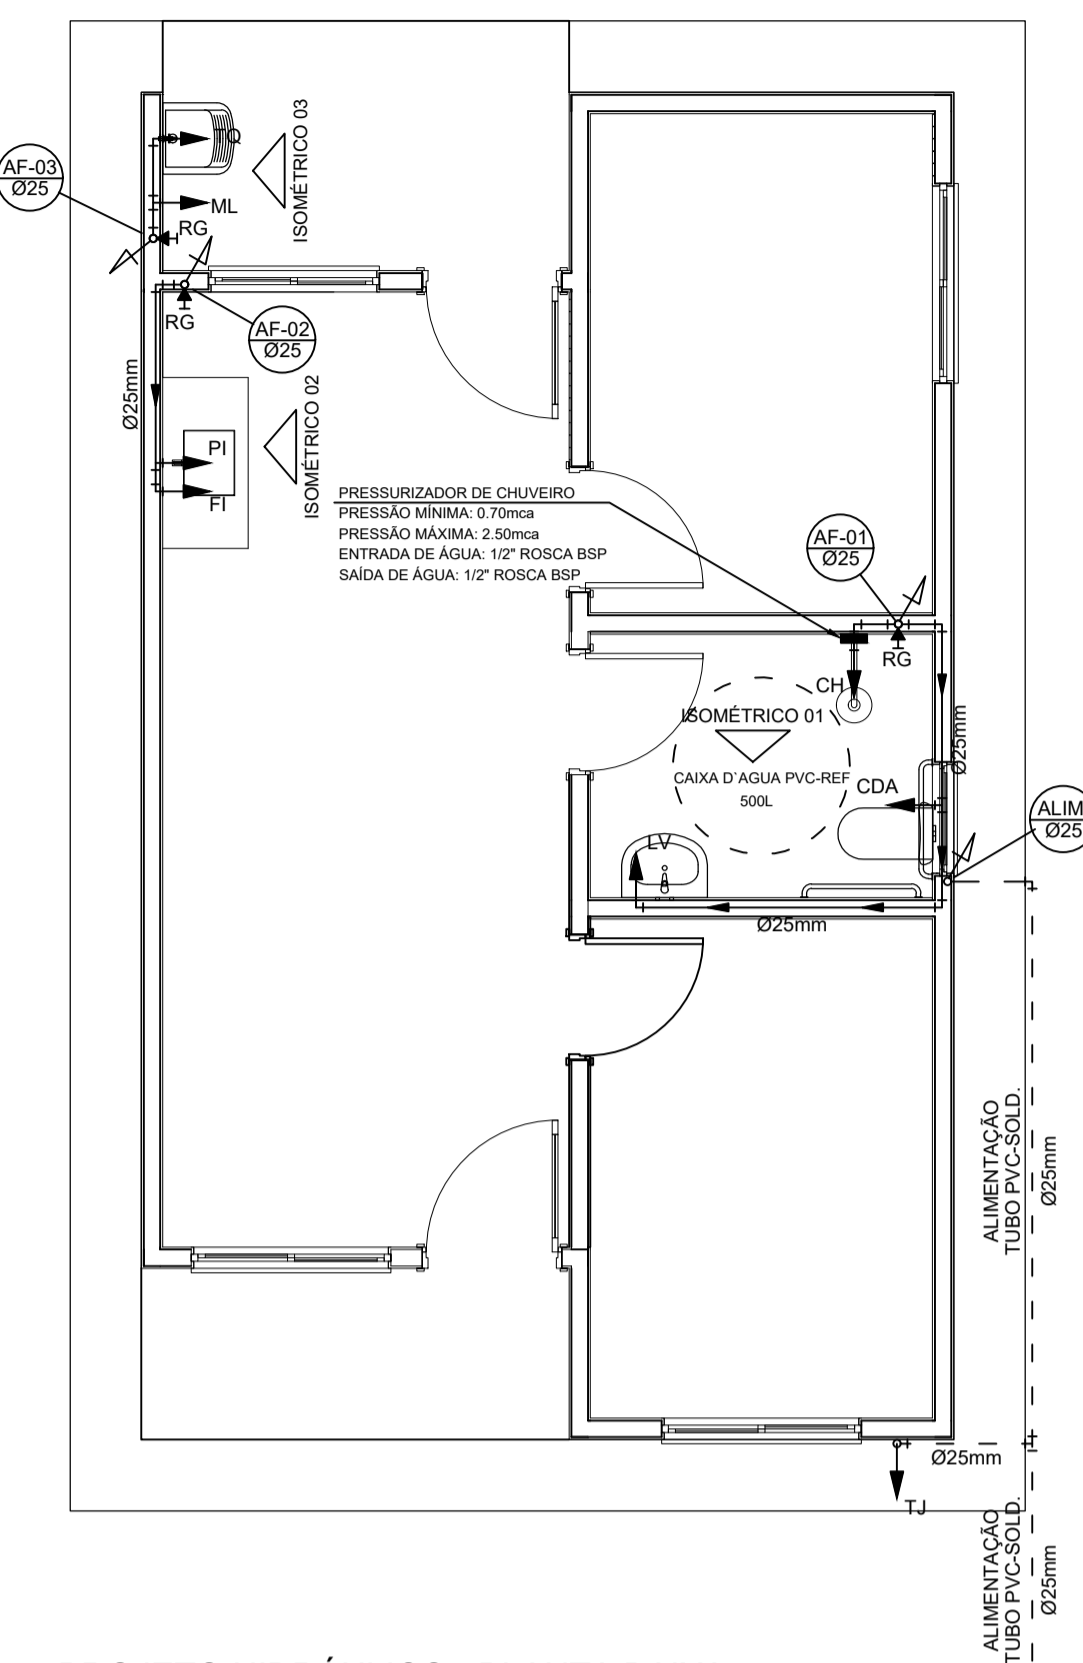 ISOMÉTRICO 03
TQ
AF-03
Ø25
ML
RG
RG
AF-02
Ø25
Ø25mm
ISOMÉTRICO 02
PI
FI
PRESSURIZADOR DE CHUVEIRO
PRESSÃO MÍNIMA: 0.70mca
PRESSÃO MÁXIMA: 2.50mca
ENTRADA DE ÁGUA: 1/2" ROSCA BSP
SAÍDA DE ÁGUA: 1/2" ROSCA BSP
AF-01
Ø25
RG
CH
ISOMÉTRICO 01
Ø25mm
CAIXA D`AGUA PVC-REF
500L
CDA
ALIM
Ø25
LV
Ø25mm
ALIMENTAÇÃO
TUBO PVC-SOLD.
Ø25mm
Ø25mm
TJ
ALIMENTAÇÃO
TUBO PVC-SOLD.
Ø25mm